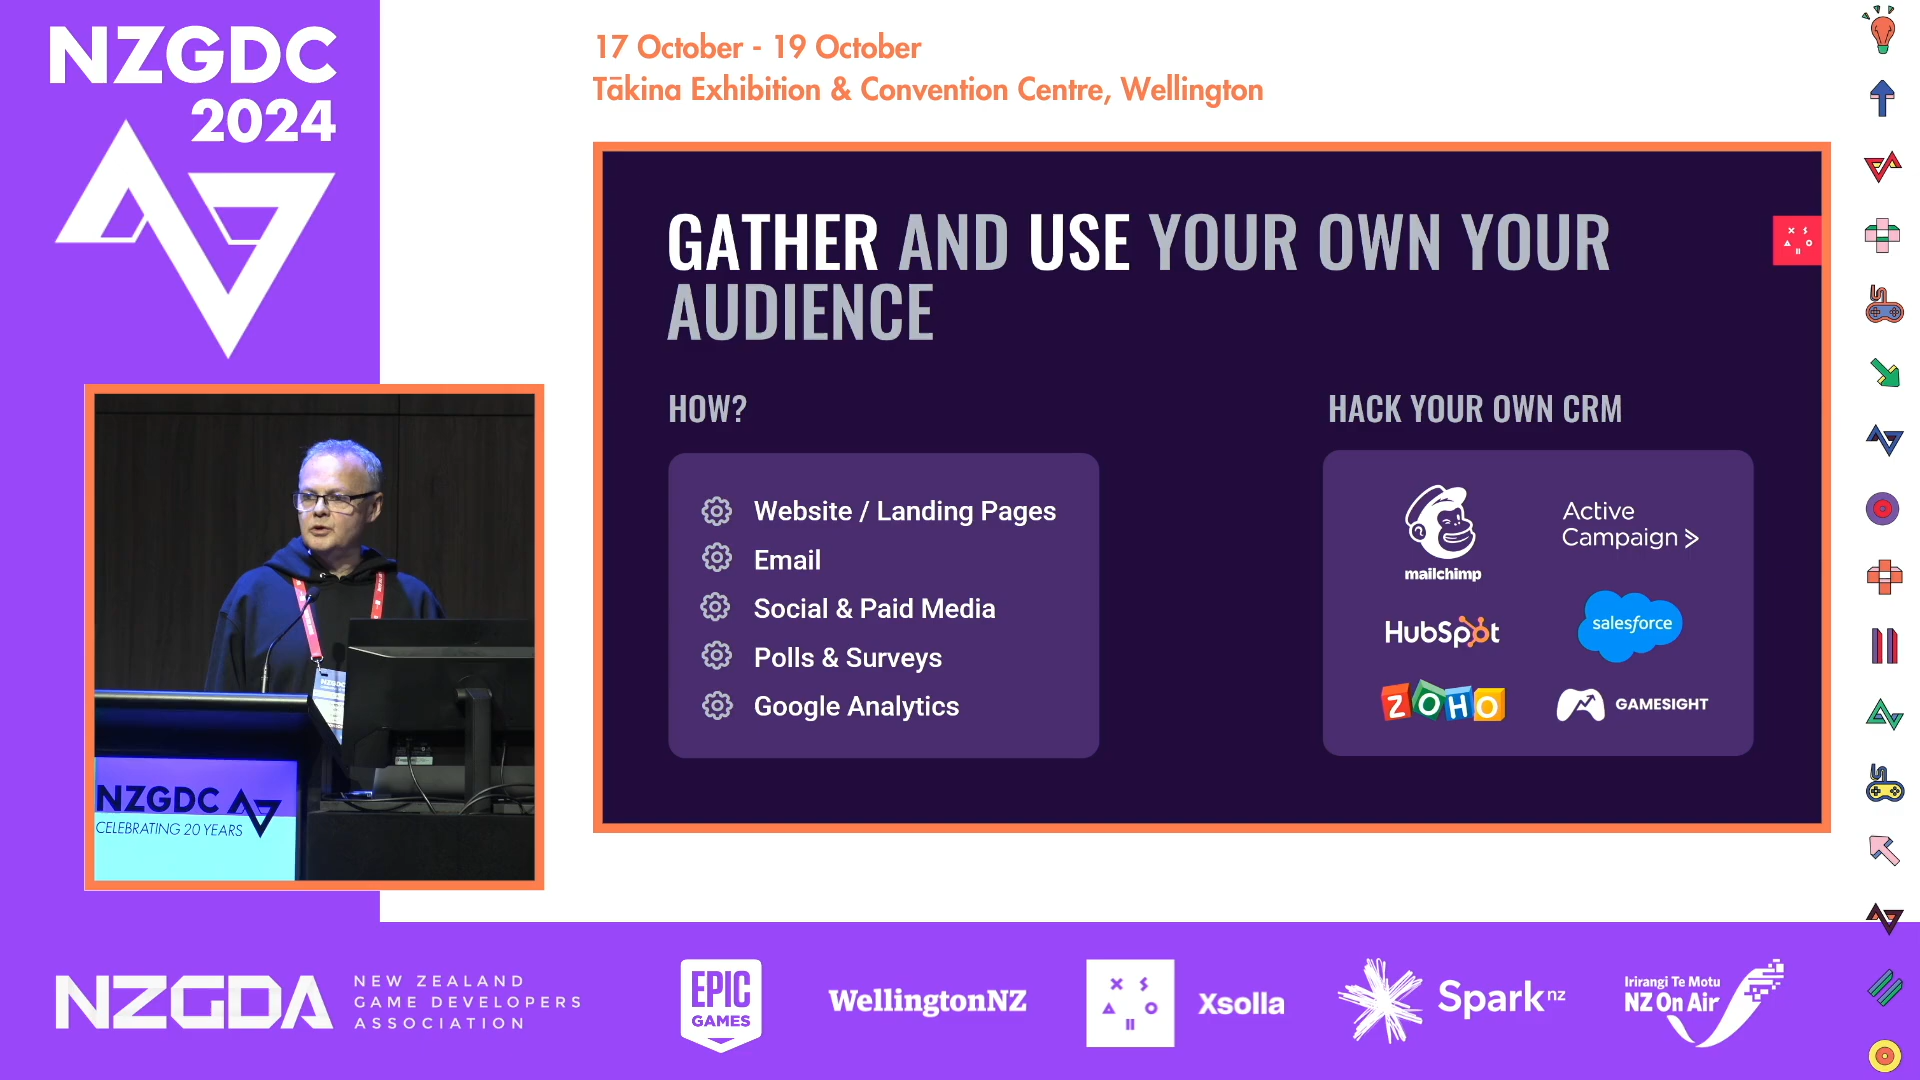 NZGDC
2024
17 October - 19 October
Tākina Exhibition & Convention Centre, Wellington
GATHER AND USE YOUR OWN YOUR
AUDIENCE
HOW?
Website / Landing Pages
Email
Social & Paid Media
Polls & Surveys
Google Analytics
HACK YOUR OWN CRM
mailchimp
Active
Campaign
HubSpot
salesforce
ZOHO
GAMESIGHT
NZGDC
NZGDC
CELEBRATING 20 YEARS
NZGDA
NEW ZEALAND
GAME DEVELOPERS
ASSOCIATION
EPIC
GAMES
WellingtonNZ
XS
Xsolla
Spark nz
Irirangi Te Motu
NZ On Air